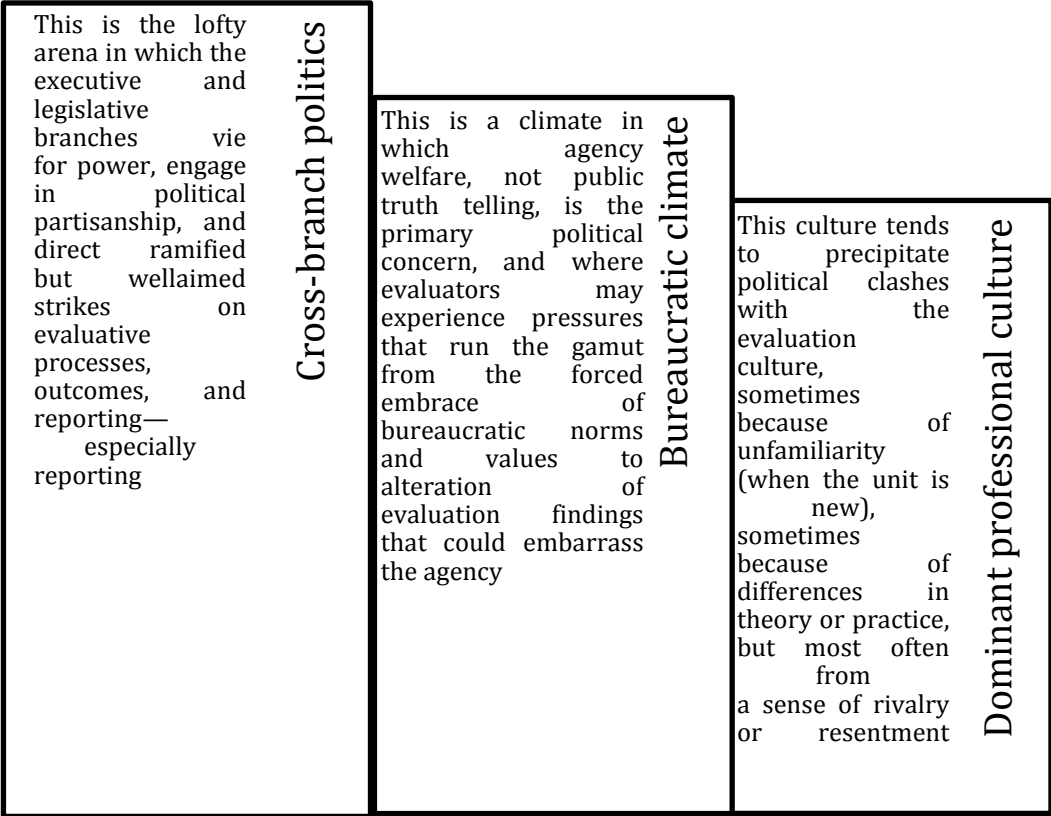 This is the lofty
arena in which the
executive and
legislative
branches vie
for power, engage
in political
partisanship, and
direct ramified
but wellaimed
strikes on
evaluative
processes,
outcomes, and
reporting—
especially
reporting
Cross-branch politics
This is a climate in
which agency
welfare, not public
truth telling, is the
primary political
concern, and where
evaluators may
experience pressures
that run the gamut
from the forced
embrace of
bureaucratic norms
and values to
alteration of
evaluation findings
that could embarrass
the agency
Bureaucratic climate
This culture tends
to precipitate
political clashes
with the
evaluation
culture,
sometimes
because of
unfamiliarity
(when the unit is
new),
sometimes
because of
differences in
theory or practice,
but most often
from
a sense of rivalry
or resentment
Dominant professional culture